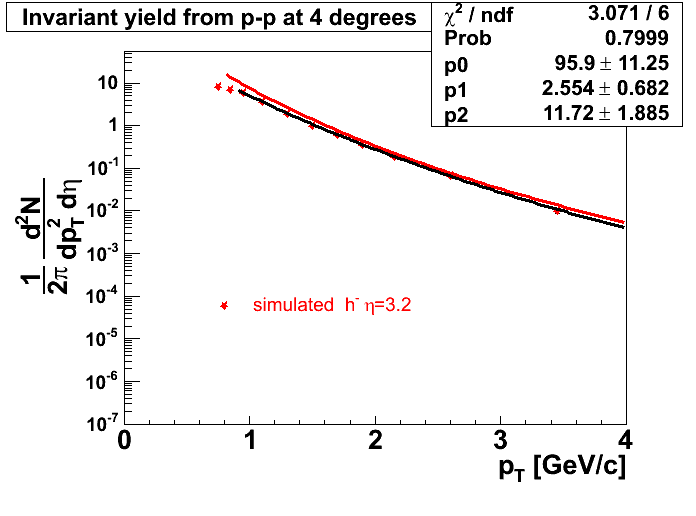 Invariant yield from p-p at 4 degrees
χ² / ndf 3.071 / 6
Prob 0.7999
p0 95.9 ± 11.25
p1 2.554 ± 0.682
p2 11.72 ± 1.885
1/2π d²N/dp_T² dη
10
1
10⁻¹
10⁻²
10⁻³
10⁻⁴
10⁻⁵
10⁻⁶
10⁻⁷
simulated h⁻ η=3.2
0 1 2 3 4
p_T [GeV/c]